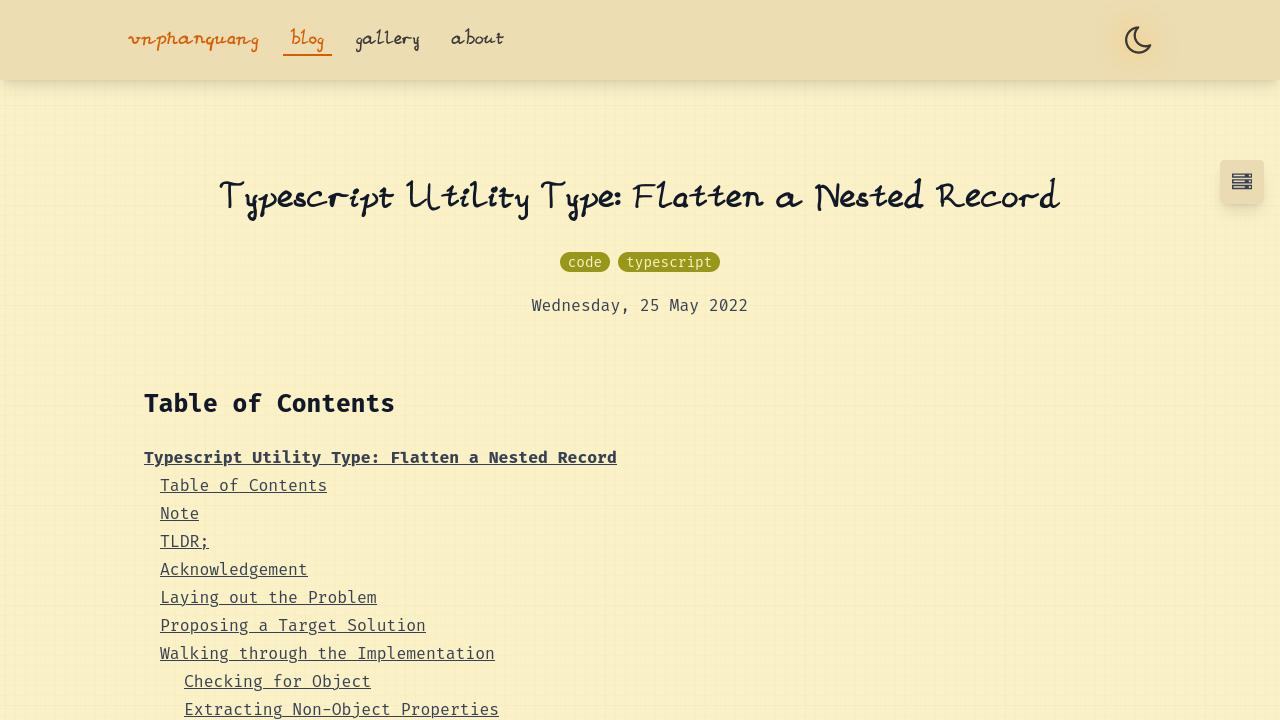 vnphanquang blog gallery about
Typescript Utility Type: Flatten a Nested Record
code typescript
Wednesday, 25 May 2022
Table of Contents
Typescript Utility Type: Flatten a Nested Record
Table of Contents
Note
TLDR;
Acknowledgement
Laying out the Problem
Proposing a Target Solution
Walking through the Implementation
Checking for Object
Extracting Non-Object Properties